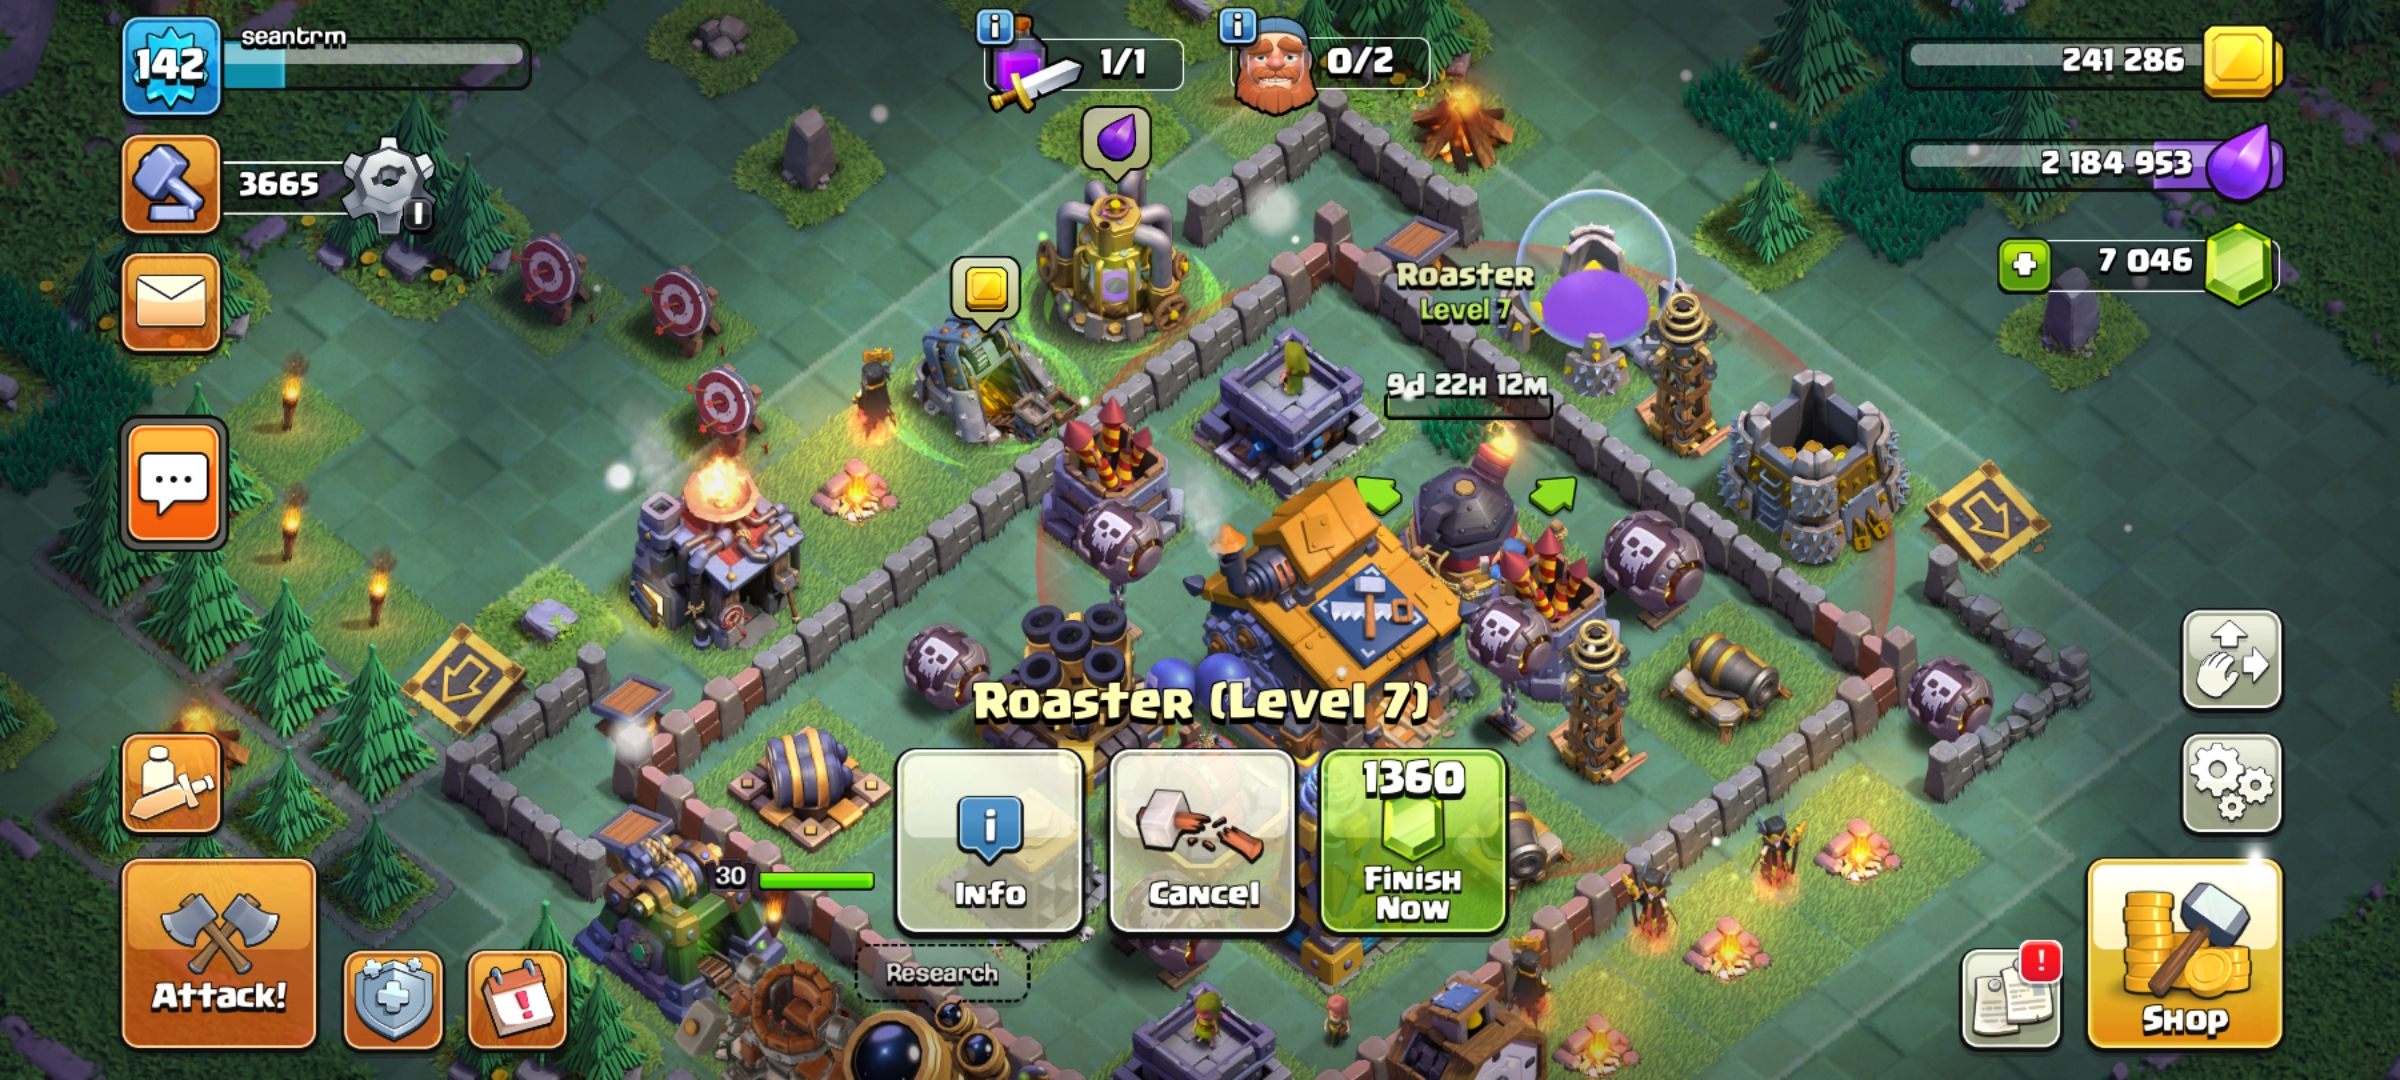 142
seantrm
1/1
0/2
241 286
3665
I
2 184 953
7 046
Roaster
Level 7
9d 22h 12m
Roaster (Level 7)
30
Info
Cancel
1360
Finish
Now
Research
Attack!
!
!
Shop